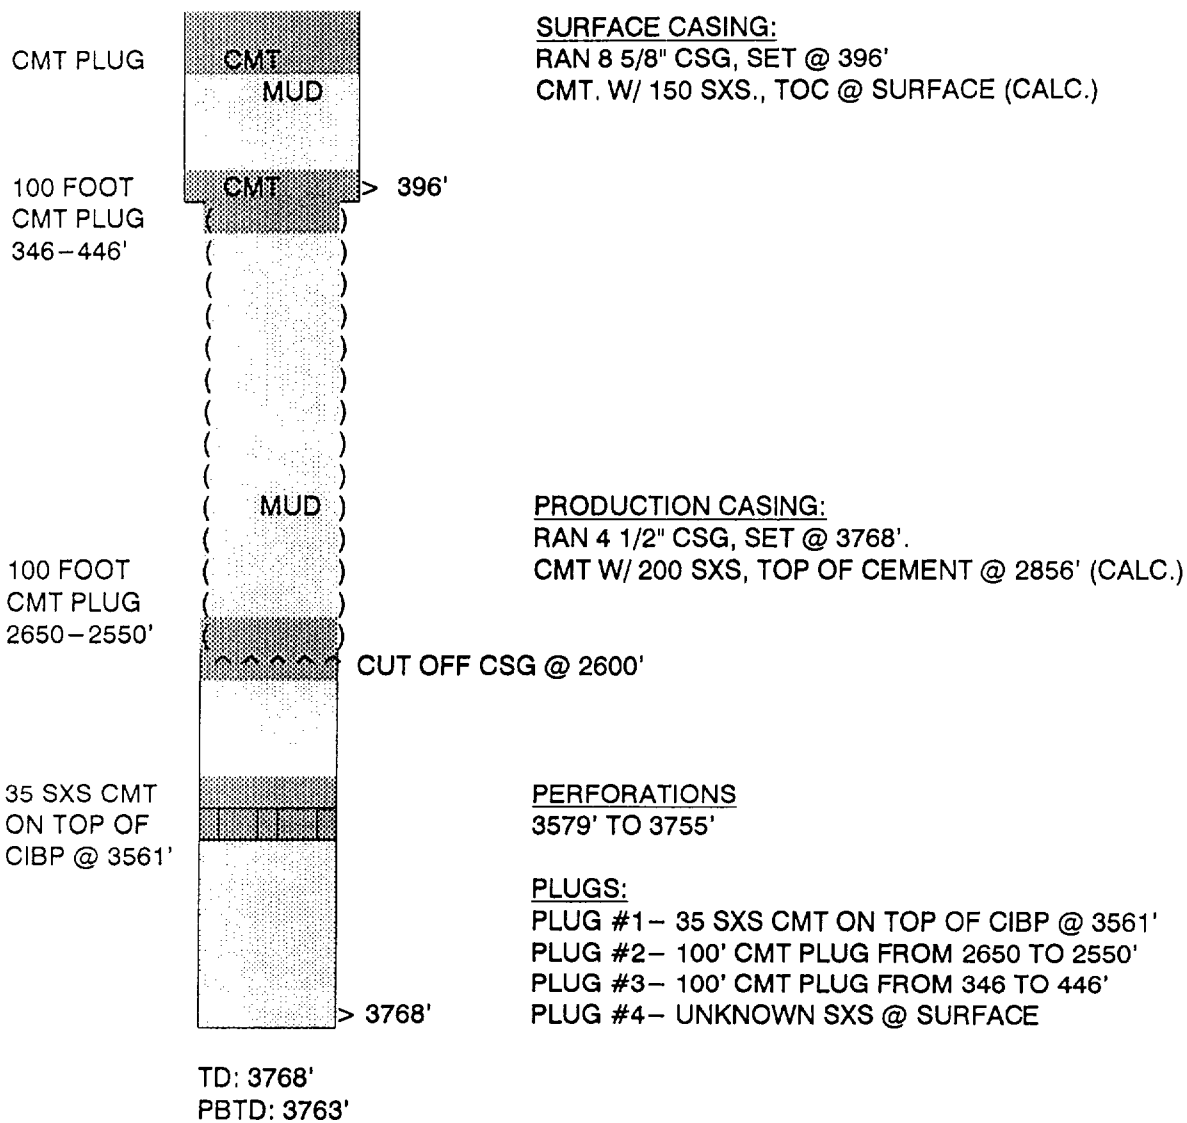 SURFACE CASING:
RAN 8 5/8" CSG, SET @ 396'
CMT. W/ 150 SXS., TOC @ SURFACE (CALC.)
CMT PLUG
CMT
MUD
100 FOOT
CMT PLUG
346-446'
CMT
> 396'
MUD
PRODUCTION CASING:
RAN 4 1/2" CSG, SET @ 3768'.
CMT W/ 200 SXS, TOP OF CEMENT @ 2856' (CALC.)
100 FOOT
CMT PLUG
2650-2550'
^ ^ ^ ^ ^ CUT OFF CSG @ 2600'
35 SXS CMT
ON TOP OF
CIBP @ 3561'
PERFORATIONS
3579' TO 3755'
PLUGS:
PLUG #1- 35 SXS CMT ON TOP OF CIBP @ 3561'
PLUG #2- 100' CMT PLUG FROM 2650 TO 2550'
PLUG #3- 100' CMT PLUG FROM 346 TO 446'
PLUG #4- UNKNOWN SXS @ SURFACE
> 3768'
TD: 3768'
PBTD: 3763'